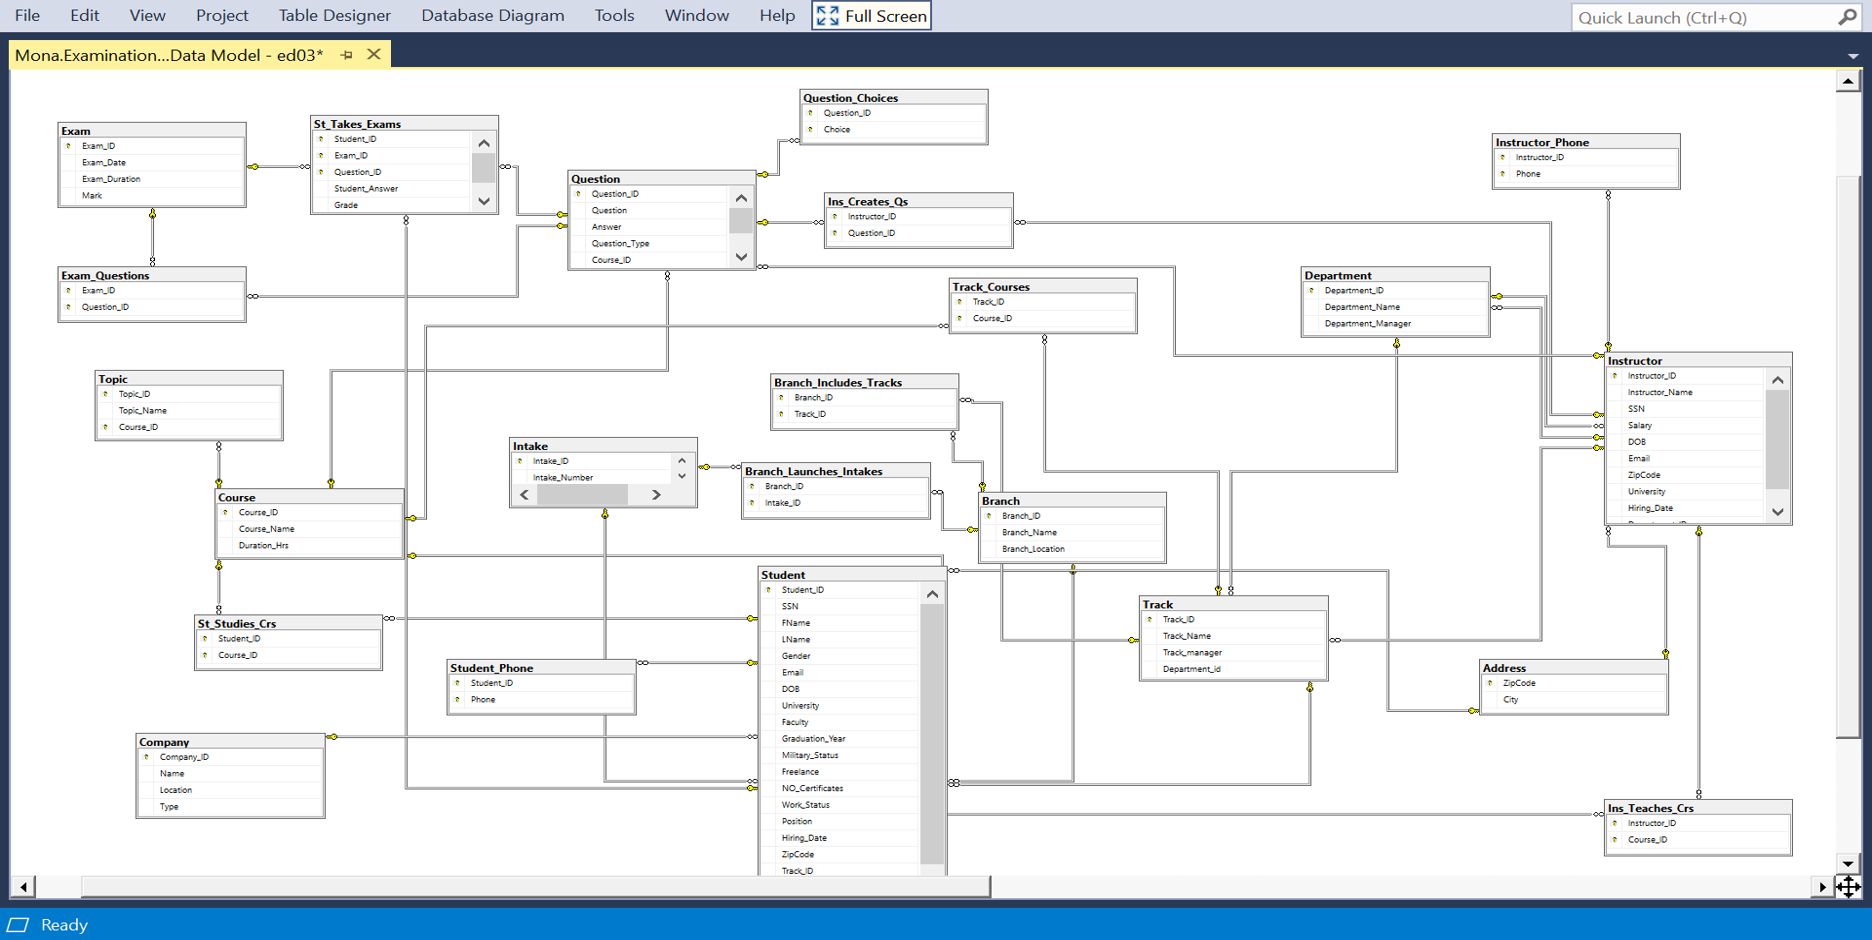 File Edit View Project Table Designer Database Diagram Tools Window Help Full Screen
Quick Launch (Ctrl+Q)
Mona.Examination...Data Model - ed03*
Question_Choices
Question_ID
Choice
Exam
Exam_ID
Exam_Date
Exam_Duration
Mark
St_Takes_Exams
Student_ID
Exam_ID
Question_ID
Student_Answer
Grade
Instructor_Phone
Instructor_ID
Phone
Question
Question_ID
Question
Answer
Question_Type
Course_ID
Ins_Creates_Qs
Instructor_ID
Question_ID
Exam_Questions
Exam_ID
Question_ID
Track_Courses
Track_ID
Course_ID
Department
Department_ID
Department_Name
Department_Manager
Topic
Topic_ID
Topic_Name
Course_ID
Branch_Includes_Tracks
Branch_ID
Track_ID
Instructor
Instructor_ID
Instructor_Name
SSN
Salary
DOB
Email
ZipCode
University
Hiring_Date
Intake
Intake_ID
Intake_Number
Branch_Launches_Intakes
Branch_ID
Intake_ID
Course
Course_ID
Course_Name
Duration_Hrs
Branch
Branch_ID
Branch_Name
Branch_Location
Student
Student_ID
SSN
FName
LName
Gender
Email
DOB
University
Faculty
Graduation_Year
Military_Status
Freelance
NO_Certificates
Work_Status
Position
Hiring_Date
ZipCode
Track_ID
Track
Track_ID
Track_Name
Track_manager
Department_id
St_Studies_Crs
Student_ID
Course_ID
Student_Phone
Student_ID
Phone
Address
ZipCode
City
Company
Company_ID
Name
Location
Type
Ins_Teaches_Crs
Instructor_ID
Course_ID
Ready